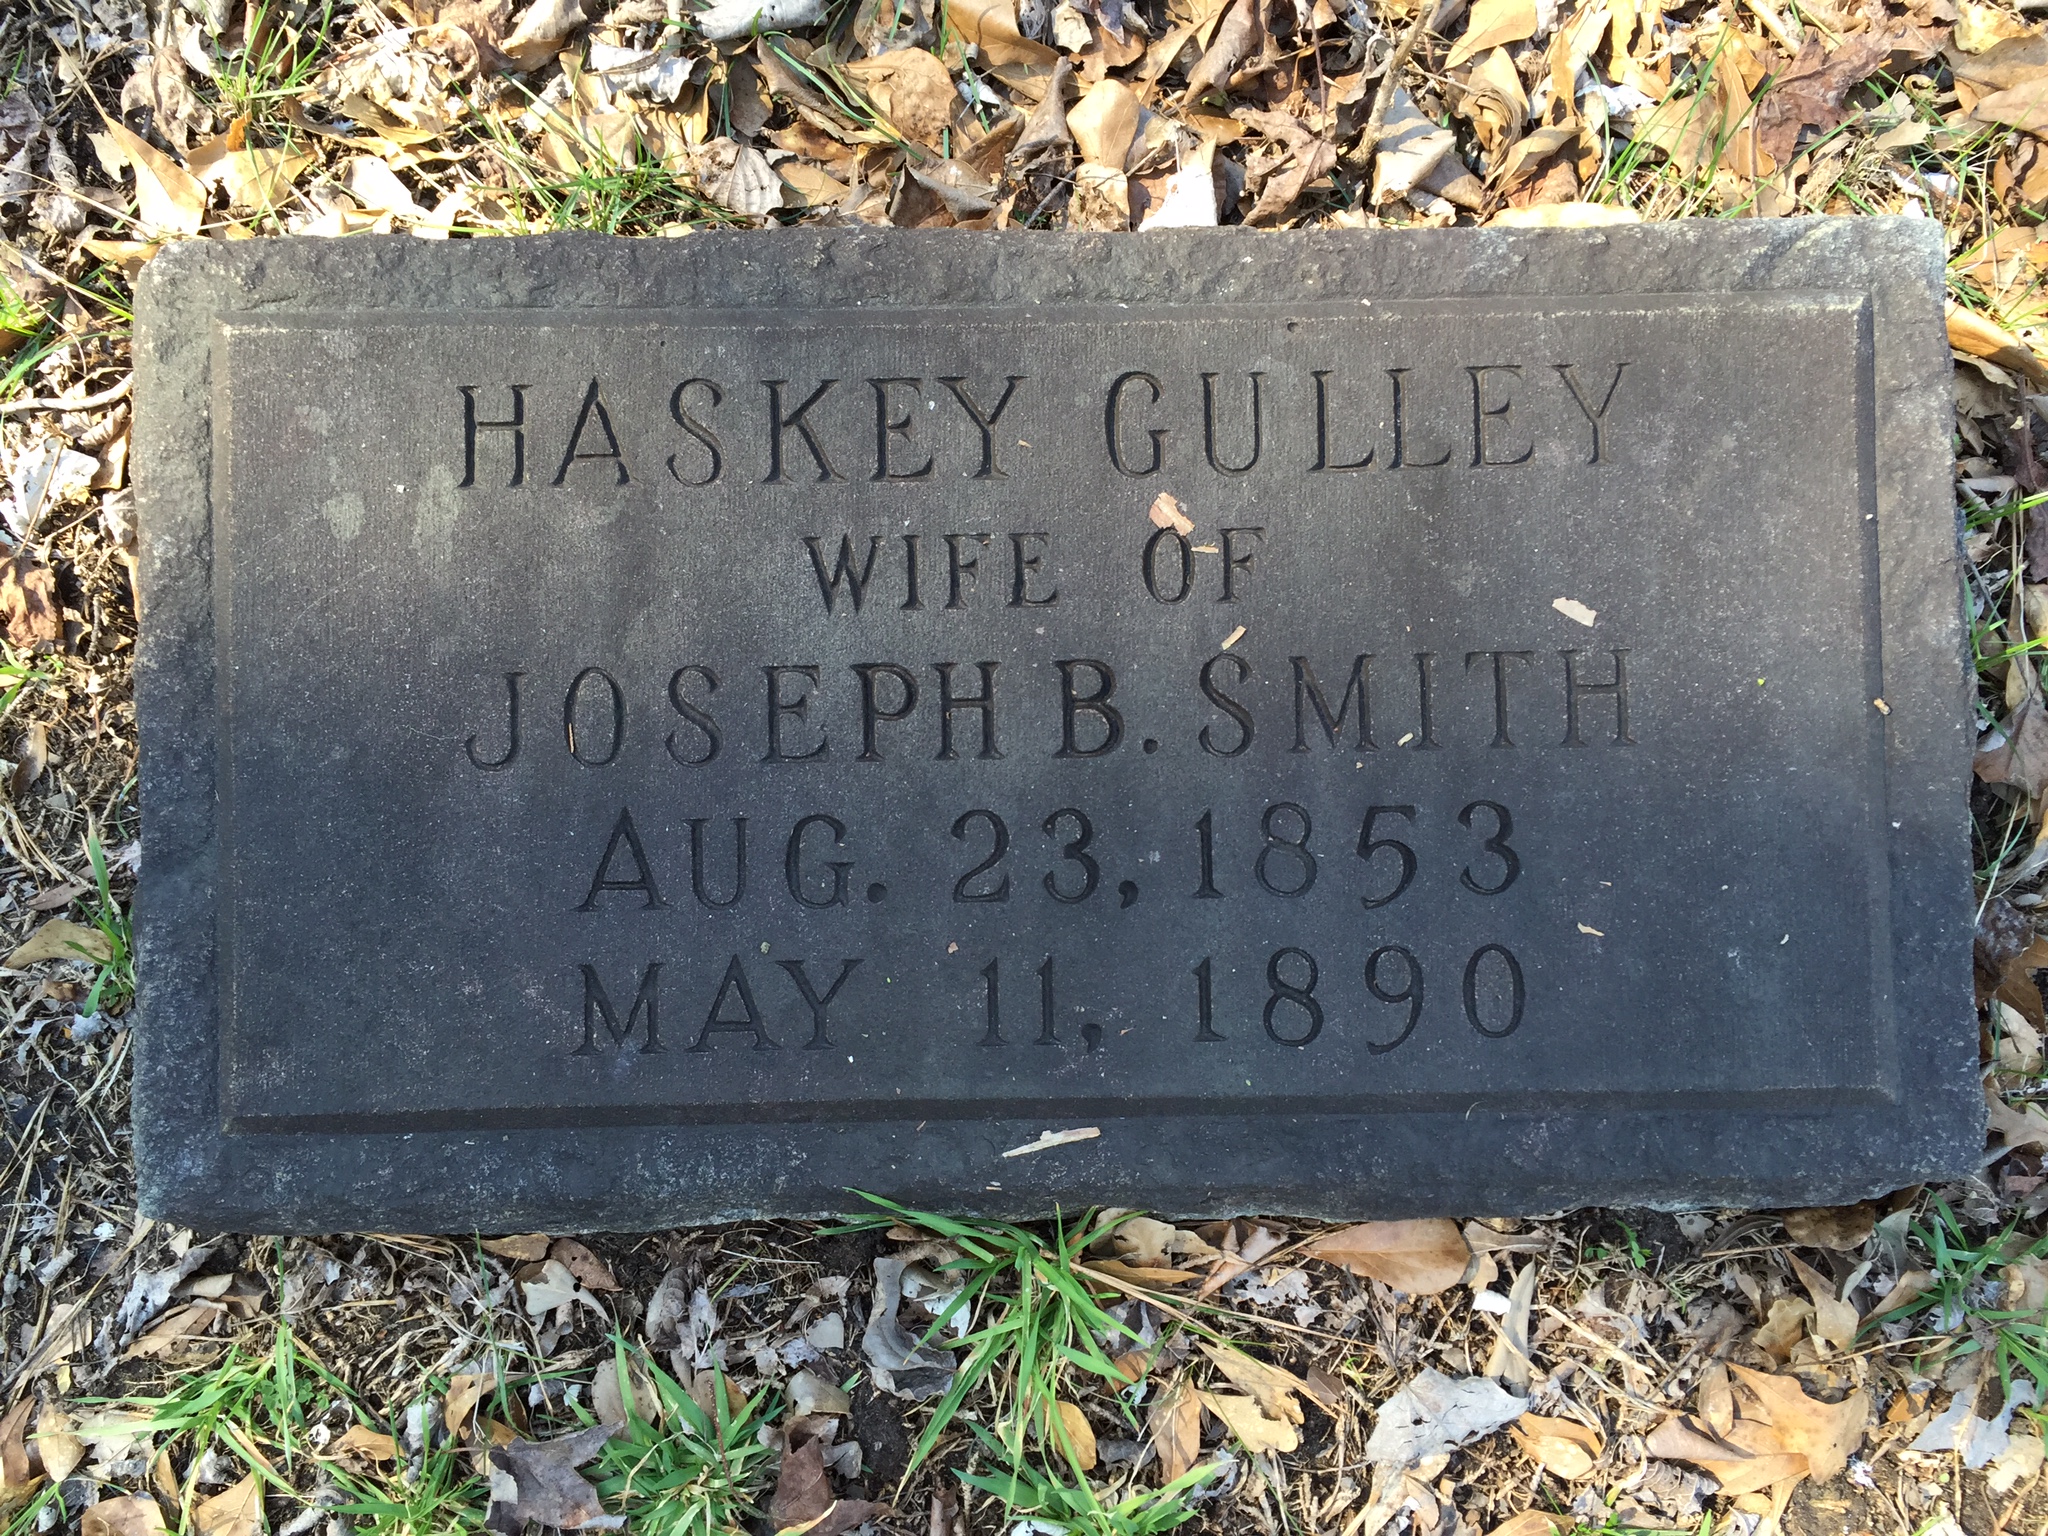 HASKEY GULLEY
WIFE OF
JOSEPH B. SMITH
AUG. 23, 1853
MAY 11, 1890